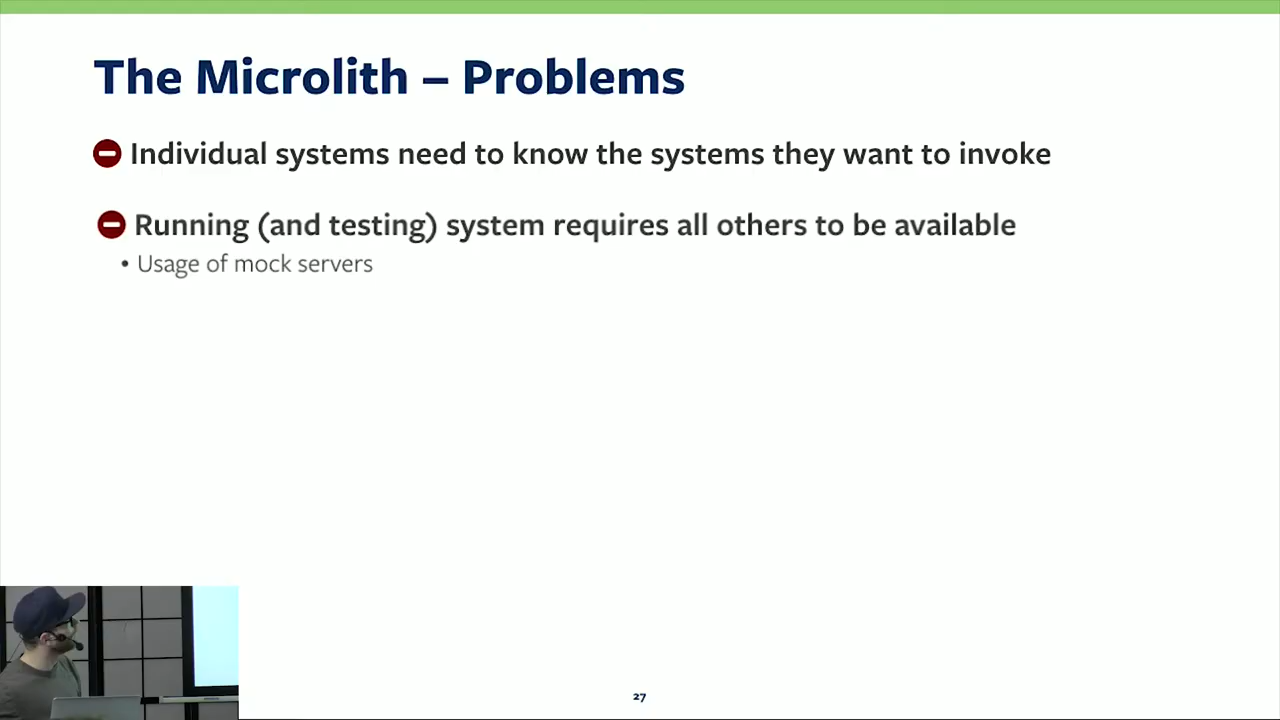 The Microlith – Problems
Individual systems need to know the systems they want to invoke
Running (and testing) system requires all others to be available
• Usage of mock servers
27